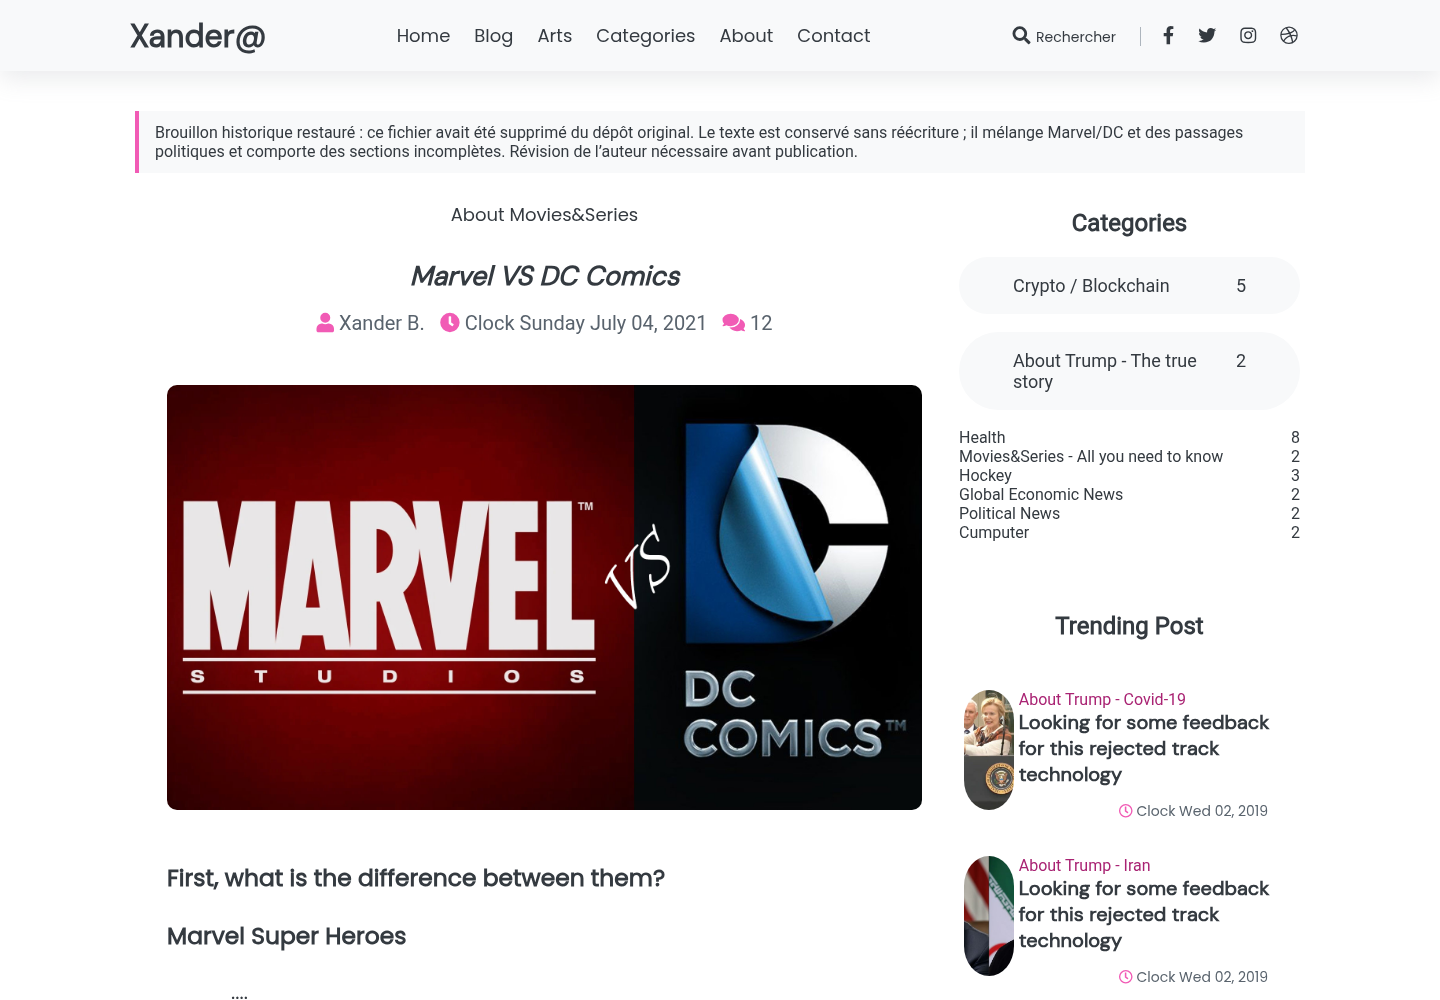 Xander@
Home Blog Arts Categories About Contact
Rechercher
Brouillon historique restauré : ce fichier avait été supprimé du dépôt original. Le texte est conservé sans réécriture ; il mélange Marvel/DC et des passages
politiques et comporte des sections incomplètes. Révision de l’auteur nécessaire avant publication.
About Movies&Series
Marvel VS DC Comics
Xander B. Clock Sunday July 04, 2021 12
MARVEL™
STUDIOS
VS
DC
COMICS™
First, what is the difference between them?
Marvel Super Heroes
....
Categories
Crypto / Blockchain 5
About Trump - The true 2
story
Health 8
Movies&Series - All you need to know 2
Hockey 3
Global Economic News 2
Political News 2
Cumputer 2
Trending Post
About Trump - Covid-19
Looking for some feedback
for this rejected track
technology
Clock Wed 02, 2019
About Trump - Iran
Looking for some feedback
for this rejected track
technology
Clock Wed 02, 2019